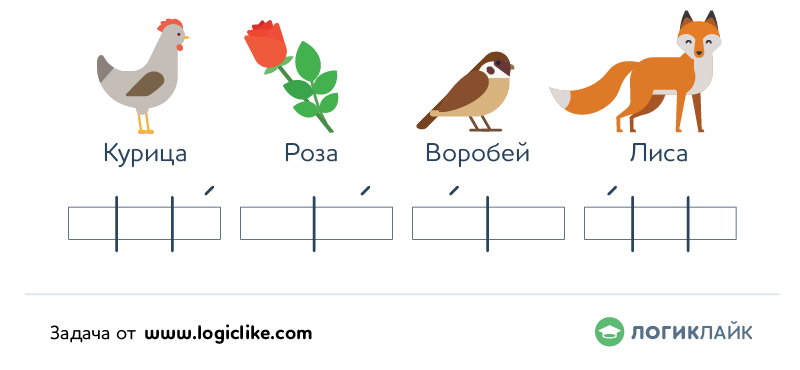 Курица Роза Воробей Лиса
Задача от www.logiclike.com ЛОГИКЛАЙК